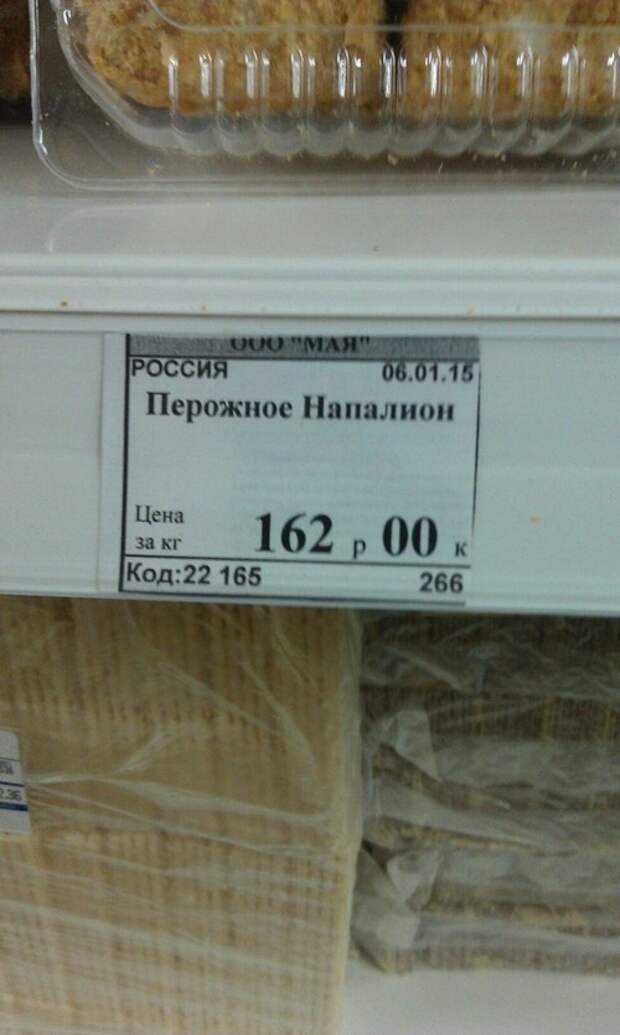 ООО "МАЯ"
РОССИЯ 06.01.15
Перожное Напалион
Цена
за кг 162 р 00 к
Код:22 165 266